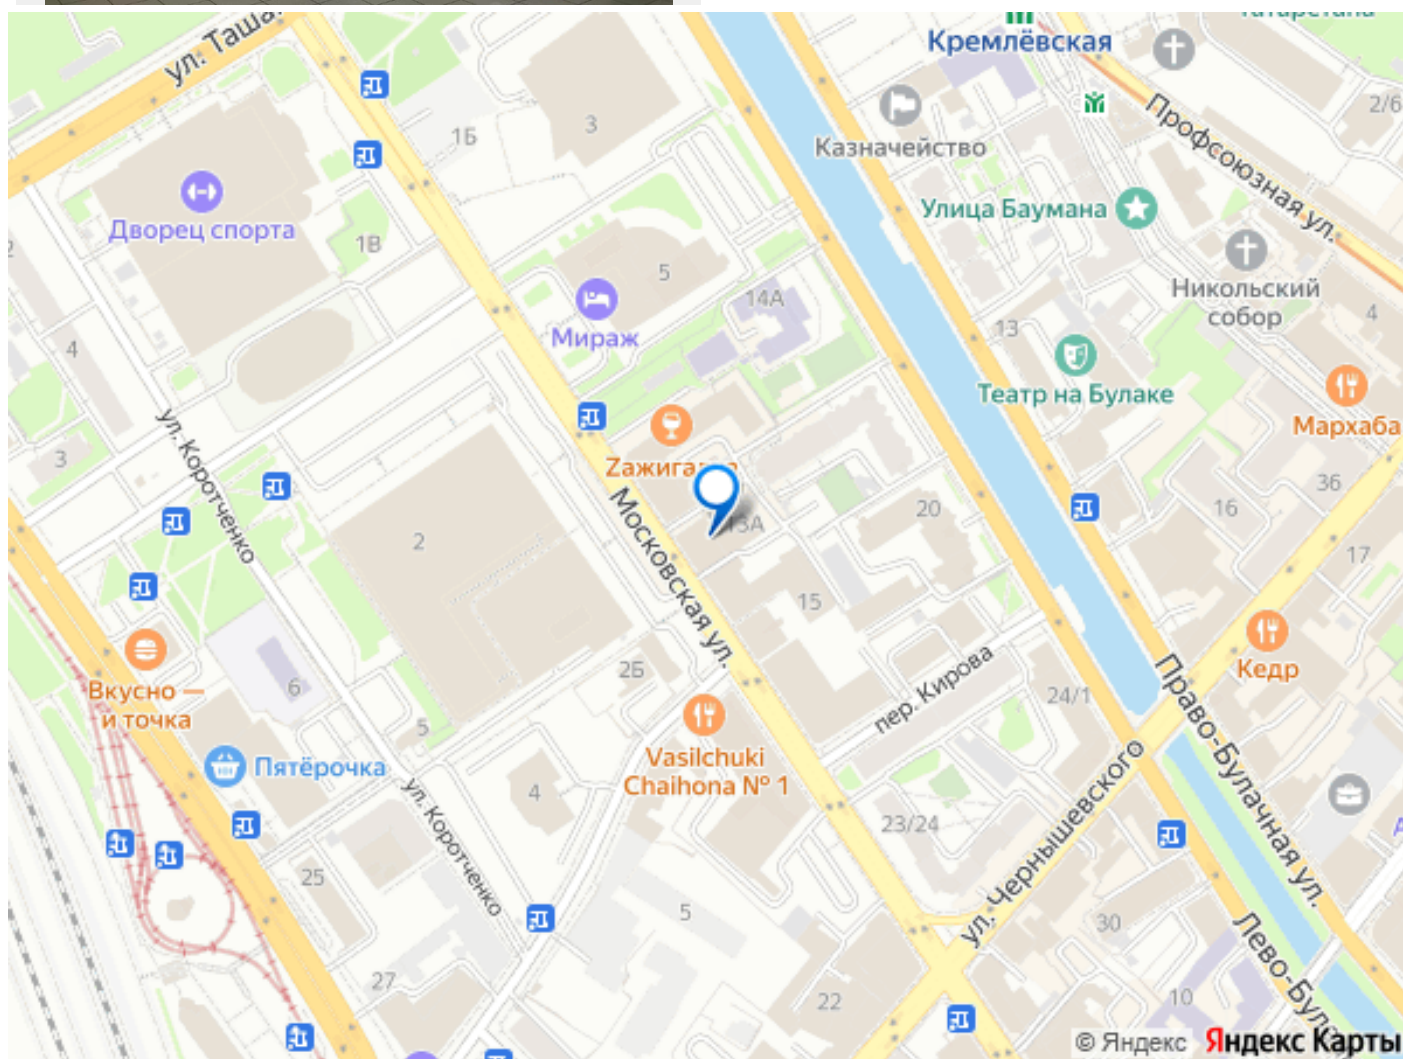 ул. Таша
Кремлёвская
2/6
1Б
3
Казначейство
Профсоюзная ул.
Улица Баумана
Дворец спорта
1В
5
14А
Никольский
собор
4
Мираж
13
4
Театр на Булаке
Мархаба
3
ул. Коротченко
Zажига
36
16
20
13А
17
2
Московская ул.
15
Кедр
2Б
пер. Кирова
24/1
Право-Булачная ул.
Вкусно —
и точка
6
5
Пятёрочка
Vasilchuki
Chaihona № 1
4
ул. Коротченко
23/24
ул. Чернышевского
25
5
30
Лево-Була
27
22
10
© Яндекс Яндекс Карты